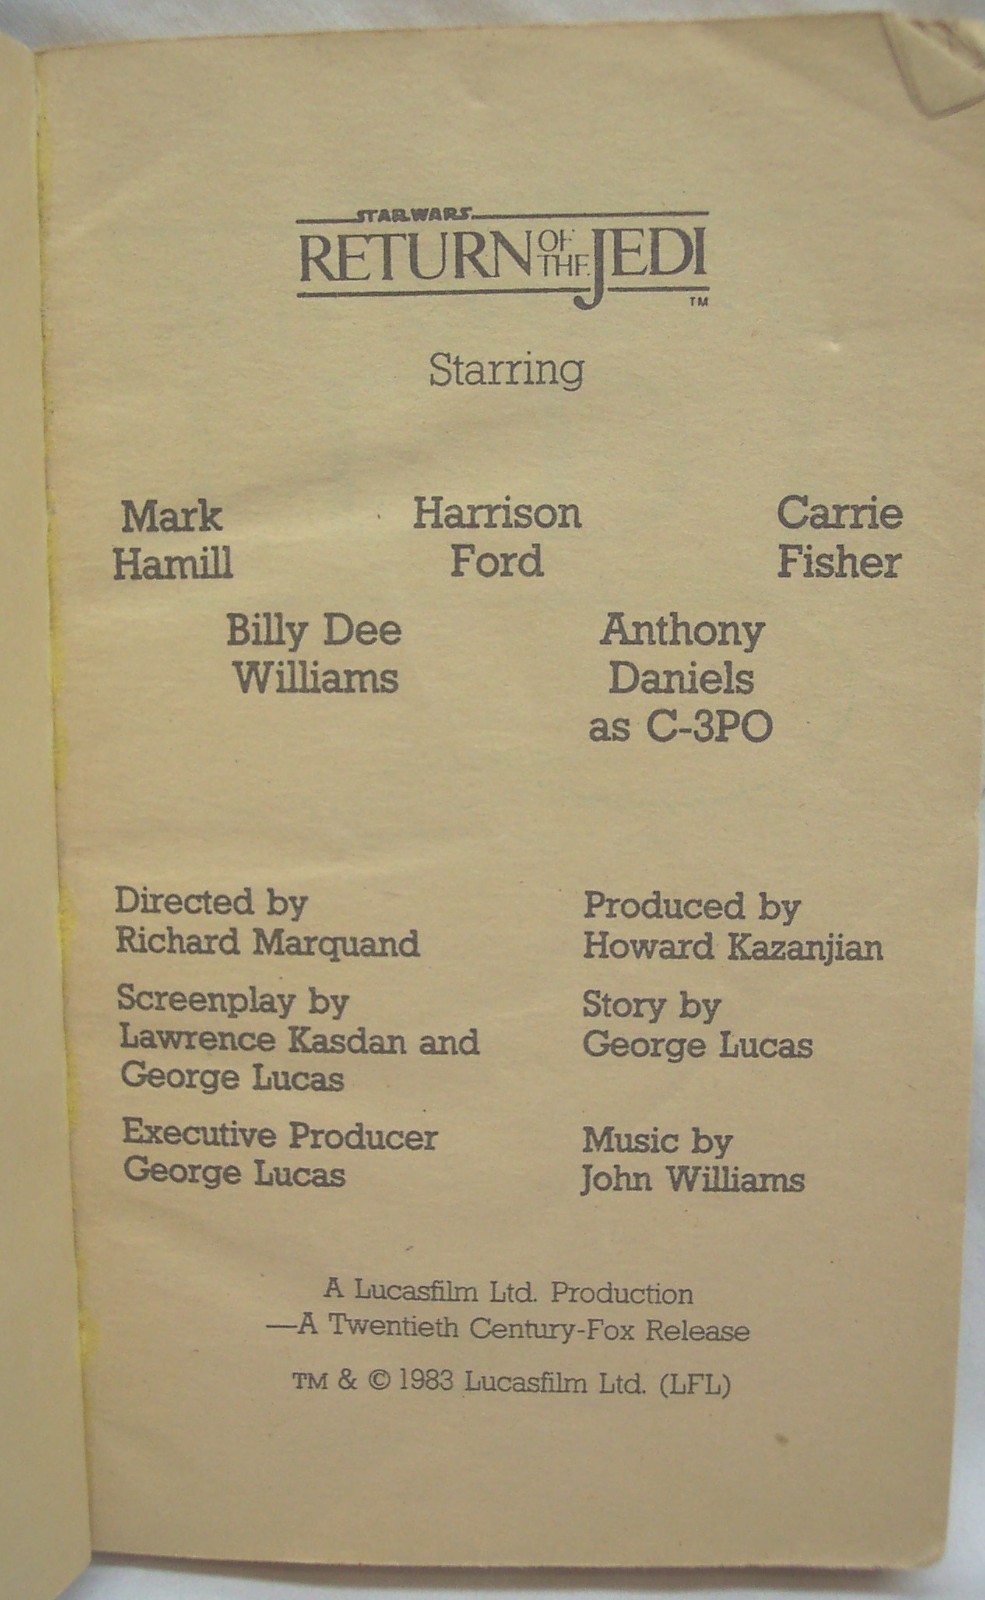 STAR WARS
RETURN OF THE JEDI
TM
Starring
Mark Harrison Carrie
Hamill Ford Fisher
Billy Dee Anthony
Williams Daniels
as C-3PO
Directed by
Richard Marquand
Produced by
Howard Kazanjian
Screenplay by
Lawrence Kasdan and
George Lucas
Story by
George Lucas
Executive Producer
George Lucas
Music by
John Williams
A Lucasfilm Ltd. Production
—A Twentieth Century-Fox Release
TM & © 1983 Lucasfilm Ltd. (LFL)